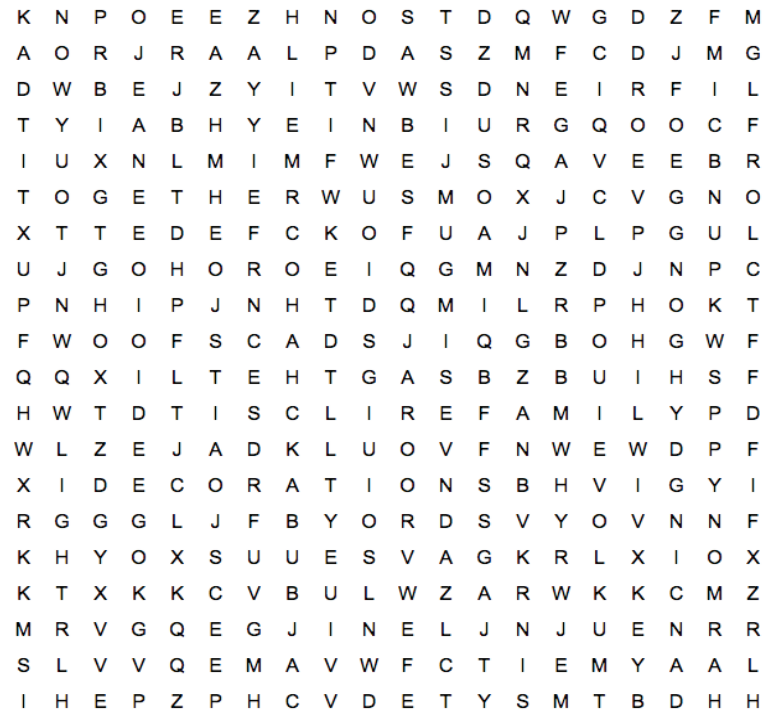 K N P O E E Z H N O S T D Q W G D Z F M
A O R J R A A L P D A S Z M F C D J M G
D W B E J Z Y I T V W S D N E I R F I L
T Y I A B H Y E I N B I U R G Q O O C F
I U X N L M I M F W E J S Q A V E E B R
T O G E T H E R W U S M O X J C V G N O
X T T E D E F C K O F U A J P L P G U L
U J G O H O R O E I Q G M N Z D J N P C
P N H I P J N H T D Q M I L R P H O K T
F W O O F S C A D S J I Q G B O H G W F
Q Q X I L T E H T G A S B Z B U I H S F
H W T D T I S C L I R E F A M I L Y P D
W L Z E J A D K L U O V F N W E W D P F
X I D E C O R A T I O N S B H V I G Y I
R G G G L J F B Y O R D S V Y O V N N F
K H Y O X S U U E S V A G K R L X I O X
K T X K K C V B U L W Z A R W K K C M Z
M R V G Q E G J I N E L J N J U E N R R
S L V V Q E M A V W F C T I E M Y A A L
I H E P Z P H C V D E T Y S M T B D H H